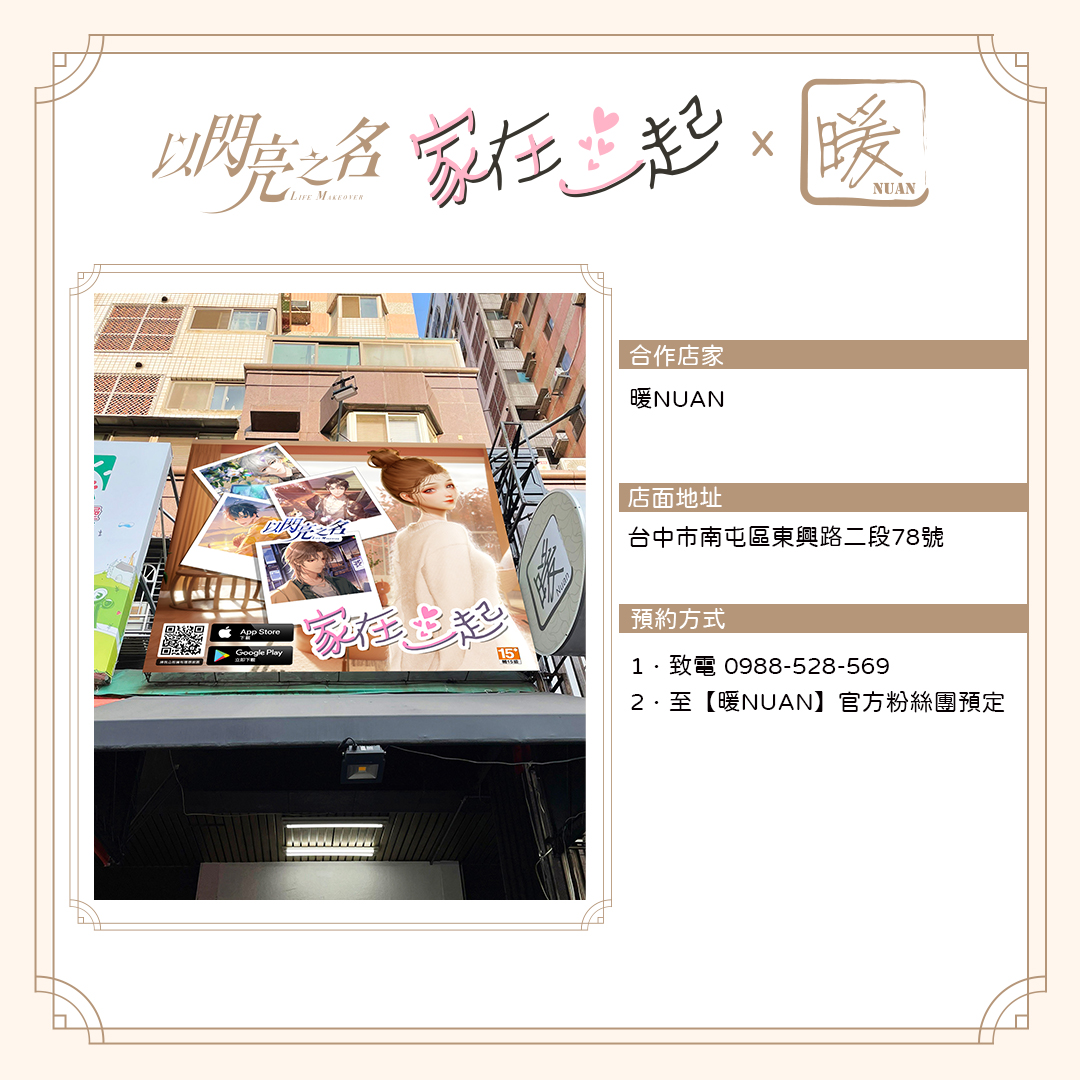 以閃亮之名
LIFE MAKEOVER
家在一起
x
暖
NUAN
合作店家
暖NUAN
店面地址
台中市南屯區東興路二段78號
預約方式
1．致電 0988-528-569
2．至【暖NUAN】官方粉絲團預定
以閃亮之名
家在一起
App Store
下載
Google Play
立即下載
15+
輔15級
暖
NUAN